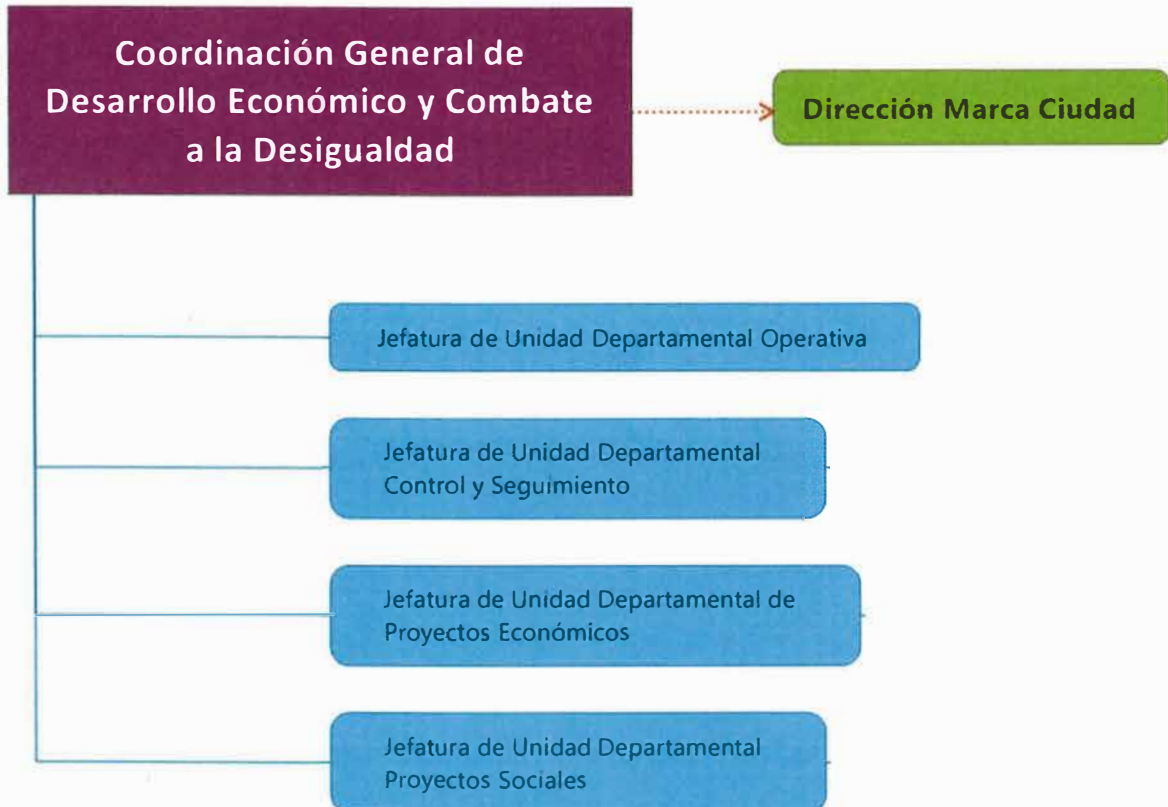 Coordinación General de
Desarrollo Económico y Combate
a la Desigualdad
Dirección Marca Ciudad
Jefatura de Unidad Departamental Operativa
Jefatura de Unidad Departamental
Control y Seguimiento
Jefatura de Unidad Departamental de
Proyectos Económicos
Jefatura de Unidad Departamental
Proyectos Sociales